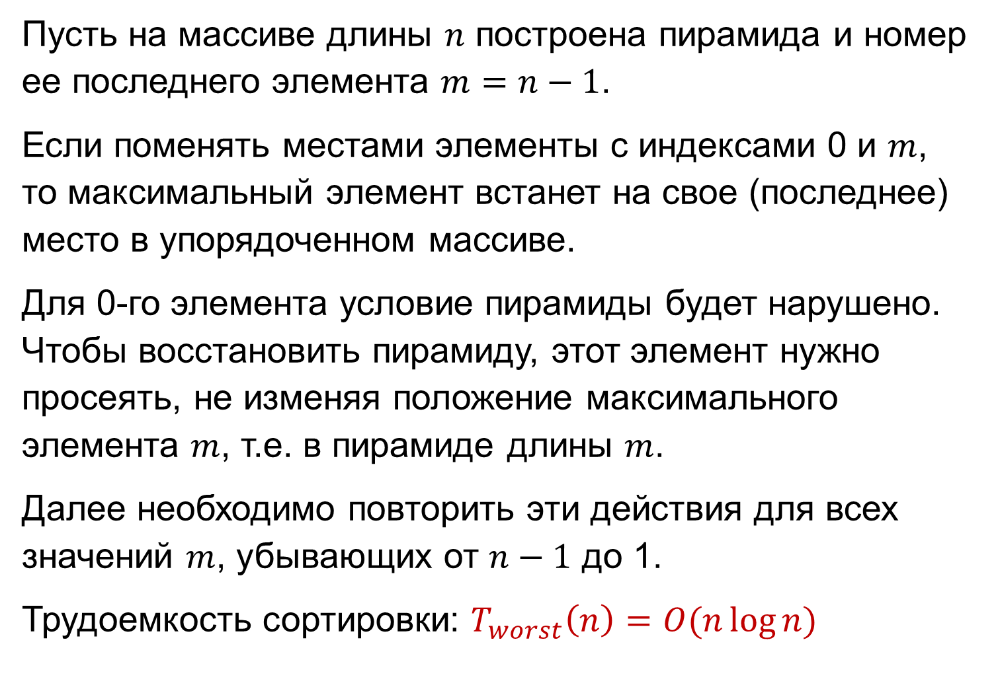 Пусть на массиве длины n построена пирамида и номер
ее последнего элемента m = n − 1.
Если поменять местами элементы с индексами 0 и m,
то максимальный элемент встанет на свое (последнее)
место в упорядоченном массиве.
Для 0-го элемента условие пирамиды будет нарушено.
Чтобы восстановить пирамиду, этот элемент нужно
просеять, не изменяя положение максимального
элемента m, т.е. в пирамиде длины m.
Далее необходимо повторить эти действия для всех
значений m, убывающих от n − 1 до 1.
Трудоемкость сортировки: T_worst(n) = O(n log n)